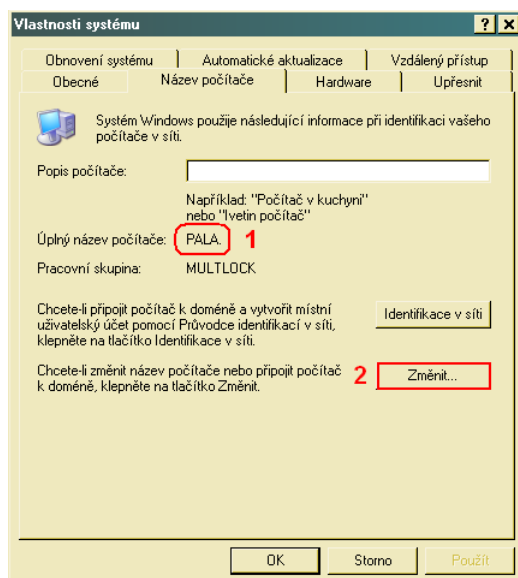 Vlastnosti systému
Obnovení systému Automatické aktualizace Vzdálený přístup
Obecné Název počítače Hardware Upřesnit
Systém Windows použije následující informace při identifikaci vašeho
počítače v síti.
Popis počítače:
Například: "Počítač v kuchyni"
nebo "Ivetin počítač"
Úplný název počítače: PALA. 1
Pracovní skupina: MULTLOCK
Chcete-li připojit počítač k doméně a vytvořit místní
uživatelský účet pomocí Průvodce identifikací v síti,
klepněte na tlačítko Identifikace v síti.
Identifikace v síti
Chcete-li změnit název počítače nebo připojit počítač
k doméně, klepněte na tlačítko Změnit.
2 Změnit...
OK Storno Použít